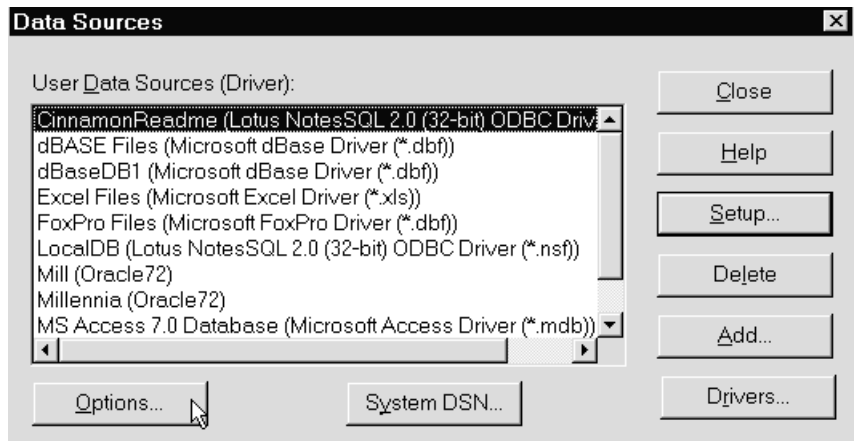 Data Sources
User Data Sources (Driver):
CinnamonReadme (Lotus NotesSQL 2.0 (32-bit) ODBC Driv
dBASE Files (Microsoft dBase Driver (*.dbf))
dBaseDB1 (Microsoft dBase Driver (*.dbf))
Excel Files (Microsoft Excel Driver (*.xls))
FoxPro Files (Microsoft FoxPro Driver (*.dbf))
LocalDB (Lotus NotesSQL 2.0 (32-bit) ODBC Driver (*.nsf))
Mill (Oracle72)
Millennia (Oracle72)
MS Access 7.0 Database (Microsoft Access Driver (*.mdb))
Close
Help
Setup...
Delete
Add...
Options...
System DSN...
Drivers...